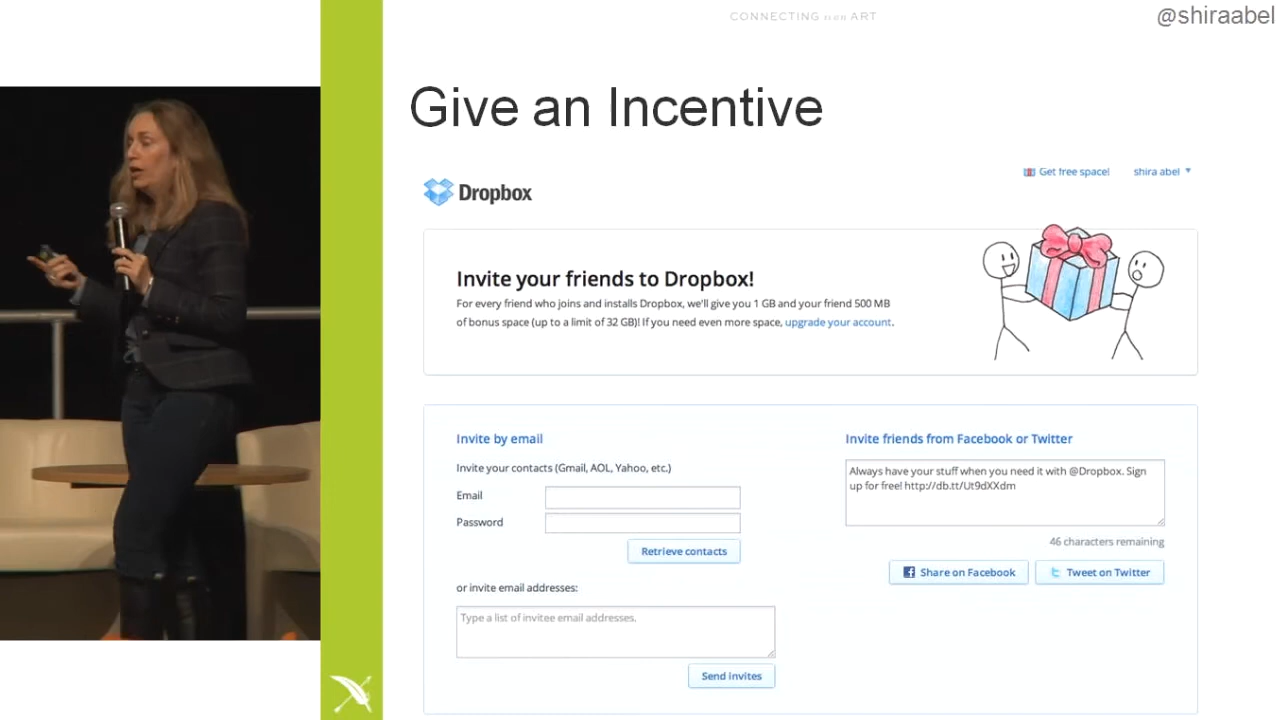 CONNECTING ART
@shiraabel
Give an Incentive
Get free space!
shira abel
Dropbox
Invite your friends to Dropbox!
For every friend who joins and installs Dropbox, we'll give you 1 GB and your friend 500 MB
of bonus space (up to a limit of 32 GB)! If you need even more space, upgrade your account.
Invite by email
Invite your contacts (Gmail, AOL, Yahoo, etc.)
Email
Password
Retrieve contacts
or invite email addresses:
Type a list of invitee email addresses.
Send invites
Invite friends from Facebook or Twitter
Always have your stuff when you need it with @Dropbox. Sign
up for free! http://db.tt/Ut9dXXdm
46 characters remaining
Share on Facebook
Tweet on Twitter